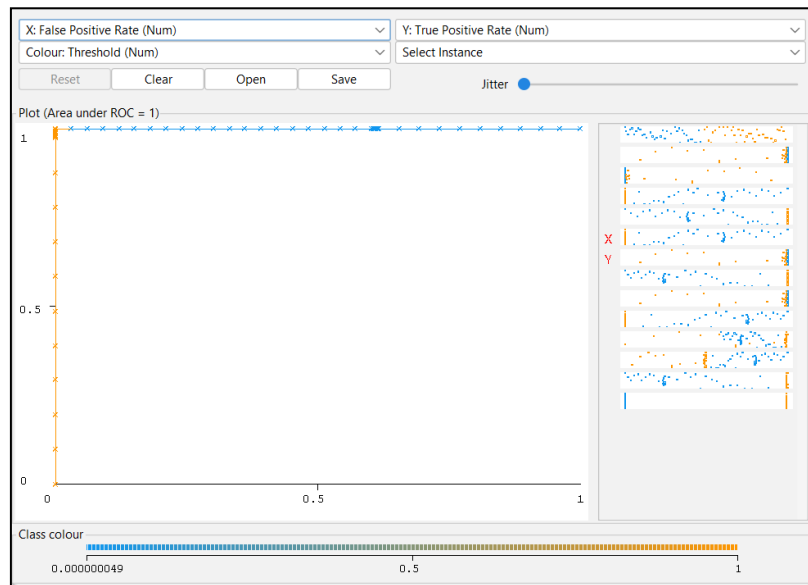 X: False Positive Rate (Num) Y: True Positive Rate (Num)
Colour: Threshold (Num) Select Instance
Reset Clear Open Save Jitter
Plot (Area under ROC = 1)
1
X
Y
0.5
0
0 0.5 1
Class colour
0.000000049 0.5 1